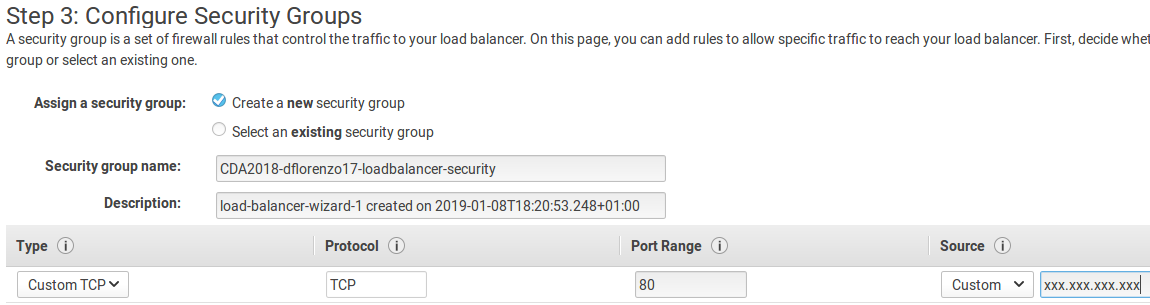 Step 3: Configure Security Groups
A security group is a set of firewall rules that control the traffic to your load balancer. On this page, you can add rules to allow specific traffic to reach your load balancer. First, decide
group or select an existing one.
Assign a security group: Create a new security group
Select an existing security group
Security group name: CDA2018-dflorenzo17-loadbalancer-security
Description: load-balancer-wizard-1 created on 2019-01-08T18:20:53.248+01:00
Type i Protocol i Port Range i Source i
Custom TCP TCP 80 Custom xxx.xxx.xxx.xxx